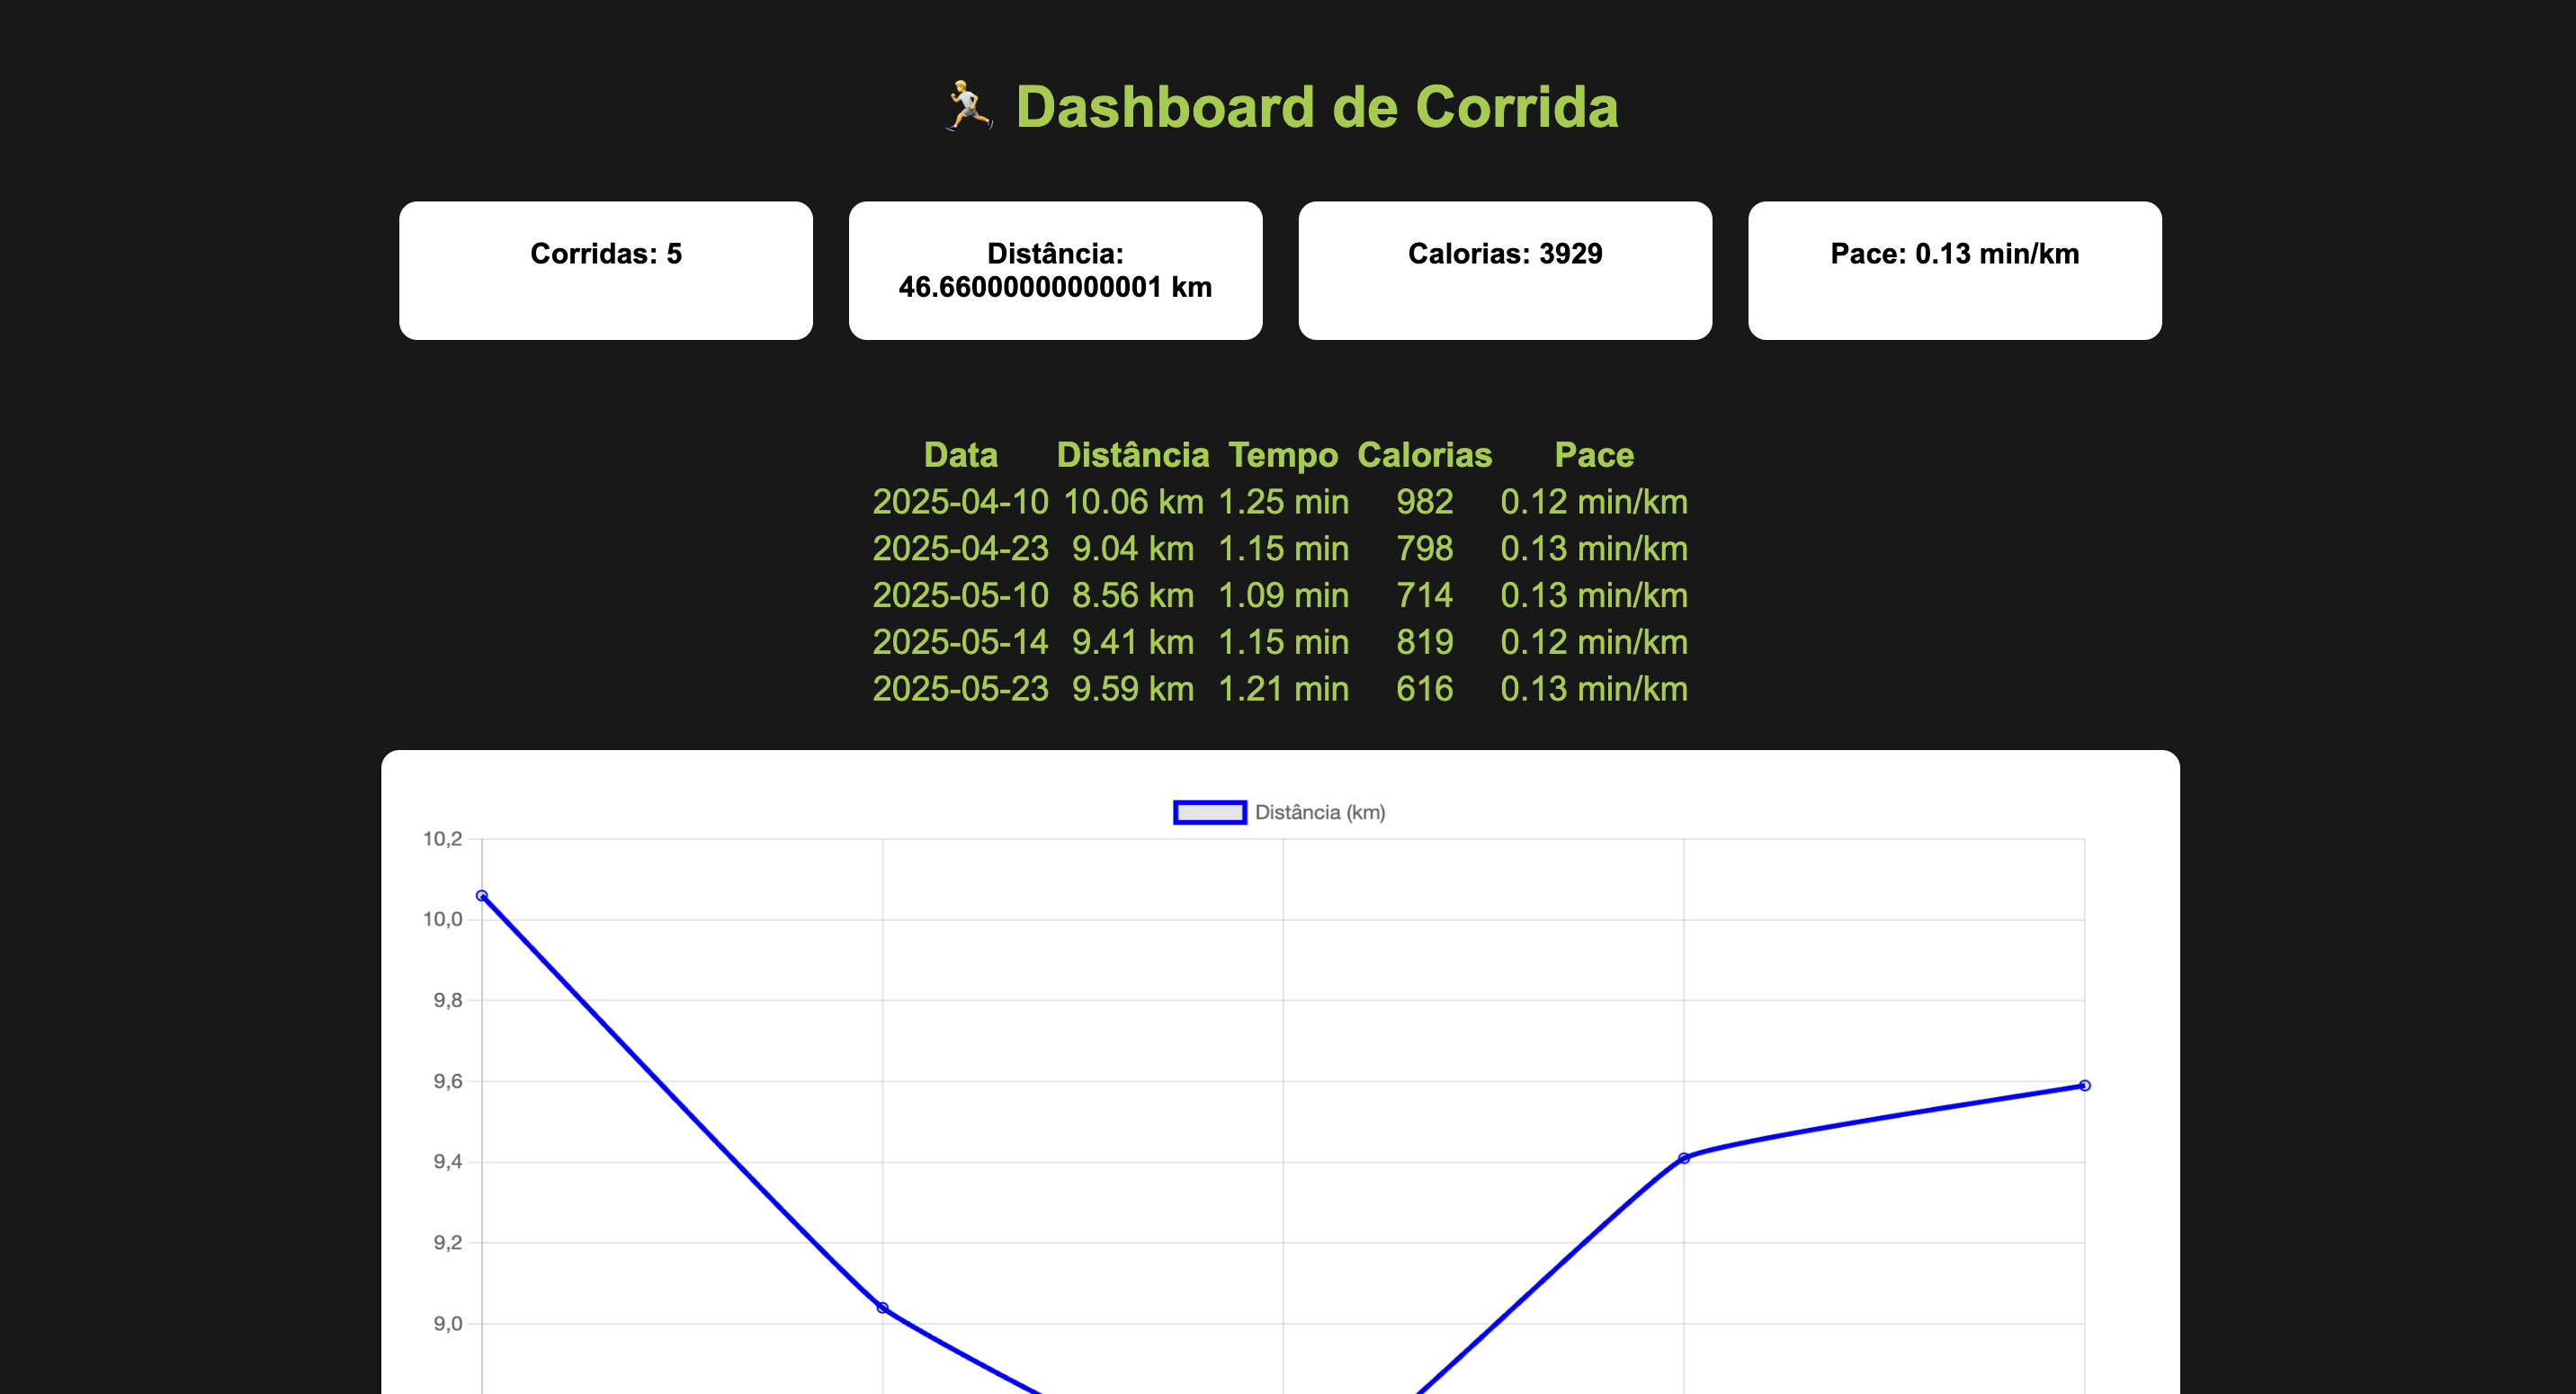 🏃 Dashboard de Corrida
Corridas: 5
Distância:
46.66000000000001 km
Calorias: 3929
Pace: 0.13 min/km
Data Distância Tempo Calorias Pace
2025-04-10 10.06 km 1.25 min 982 0.12 min/km
2025-04-23 9.04 km 1.15 min 798 0.13 min/km
2025-05-10 8.56 km 1.09 min 714 0.13 min/km
2025-05-14 9.41 km 1.15 min 819 0.12 min/km
2025-05-23 9.59 km 1.21 min 616 0.13 min/km
Distância (km)
10,2
10,0
9,8
9,6
9,4
9,2
9,0